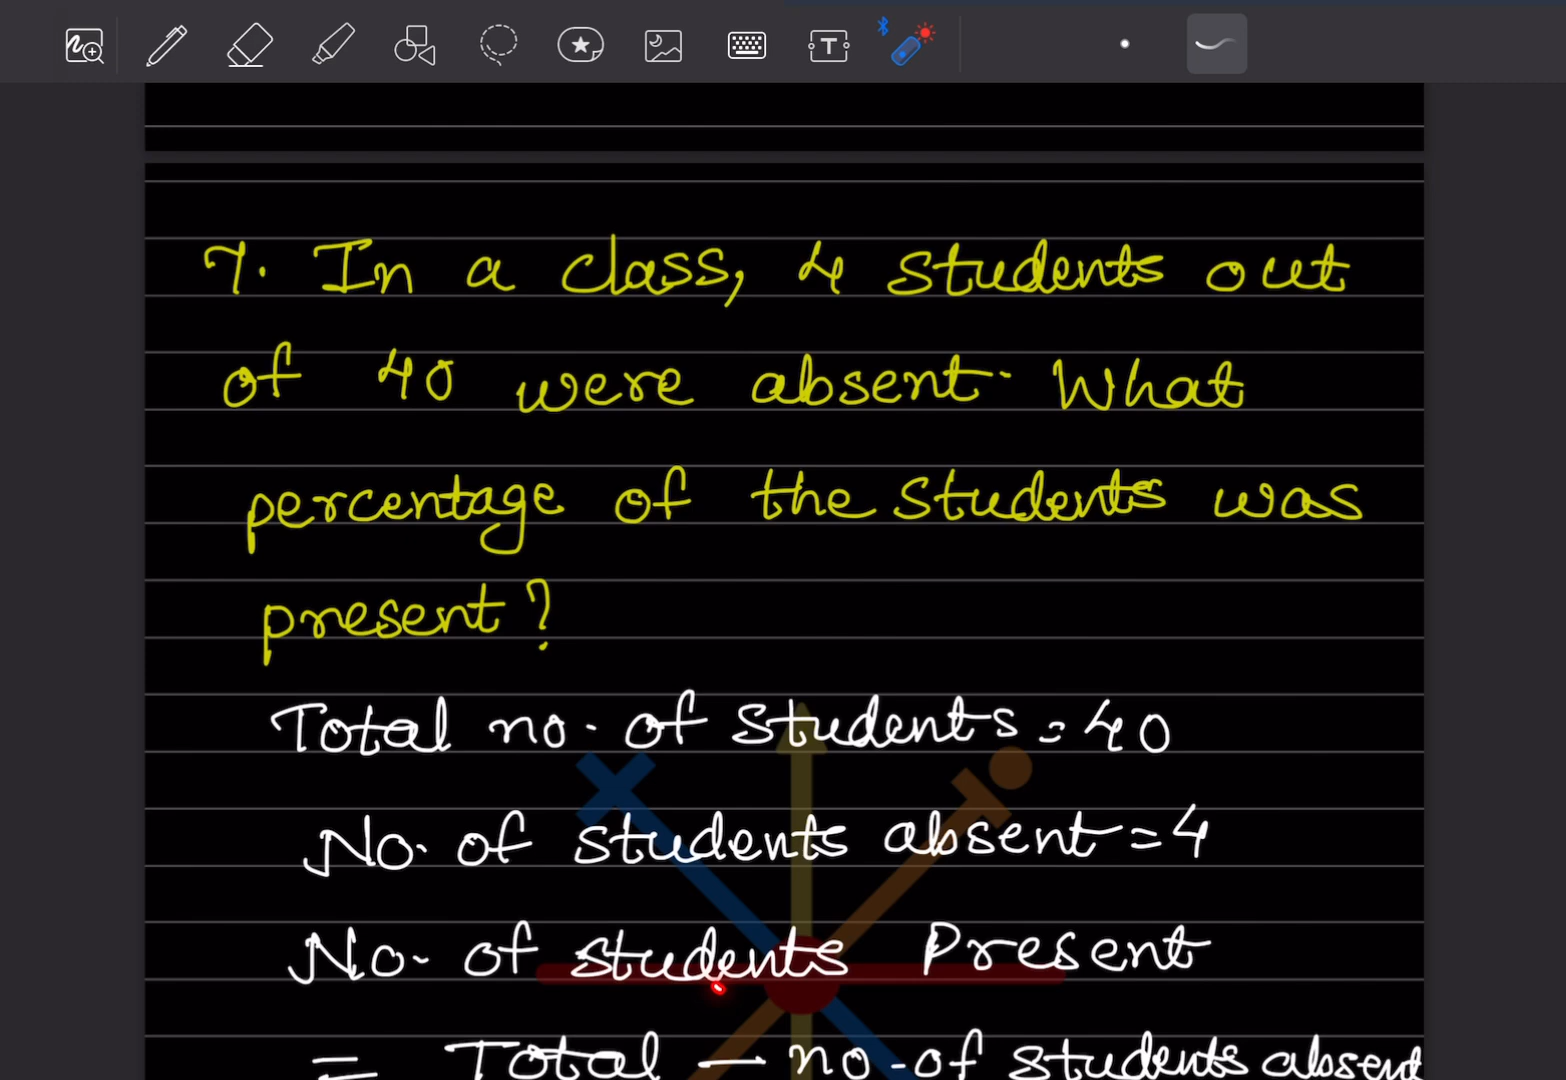 7. In a class, 4 students out
of 40 were absent. What
percentage of the students was
present?
Total no. of students = 40
No. of students absent = 4
No. of students Present
= Total - no. of students absent